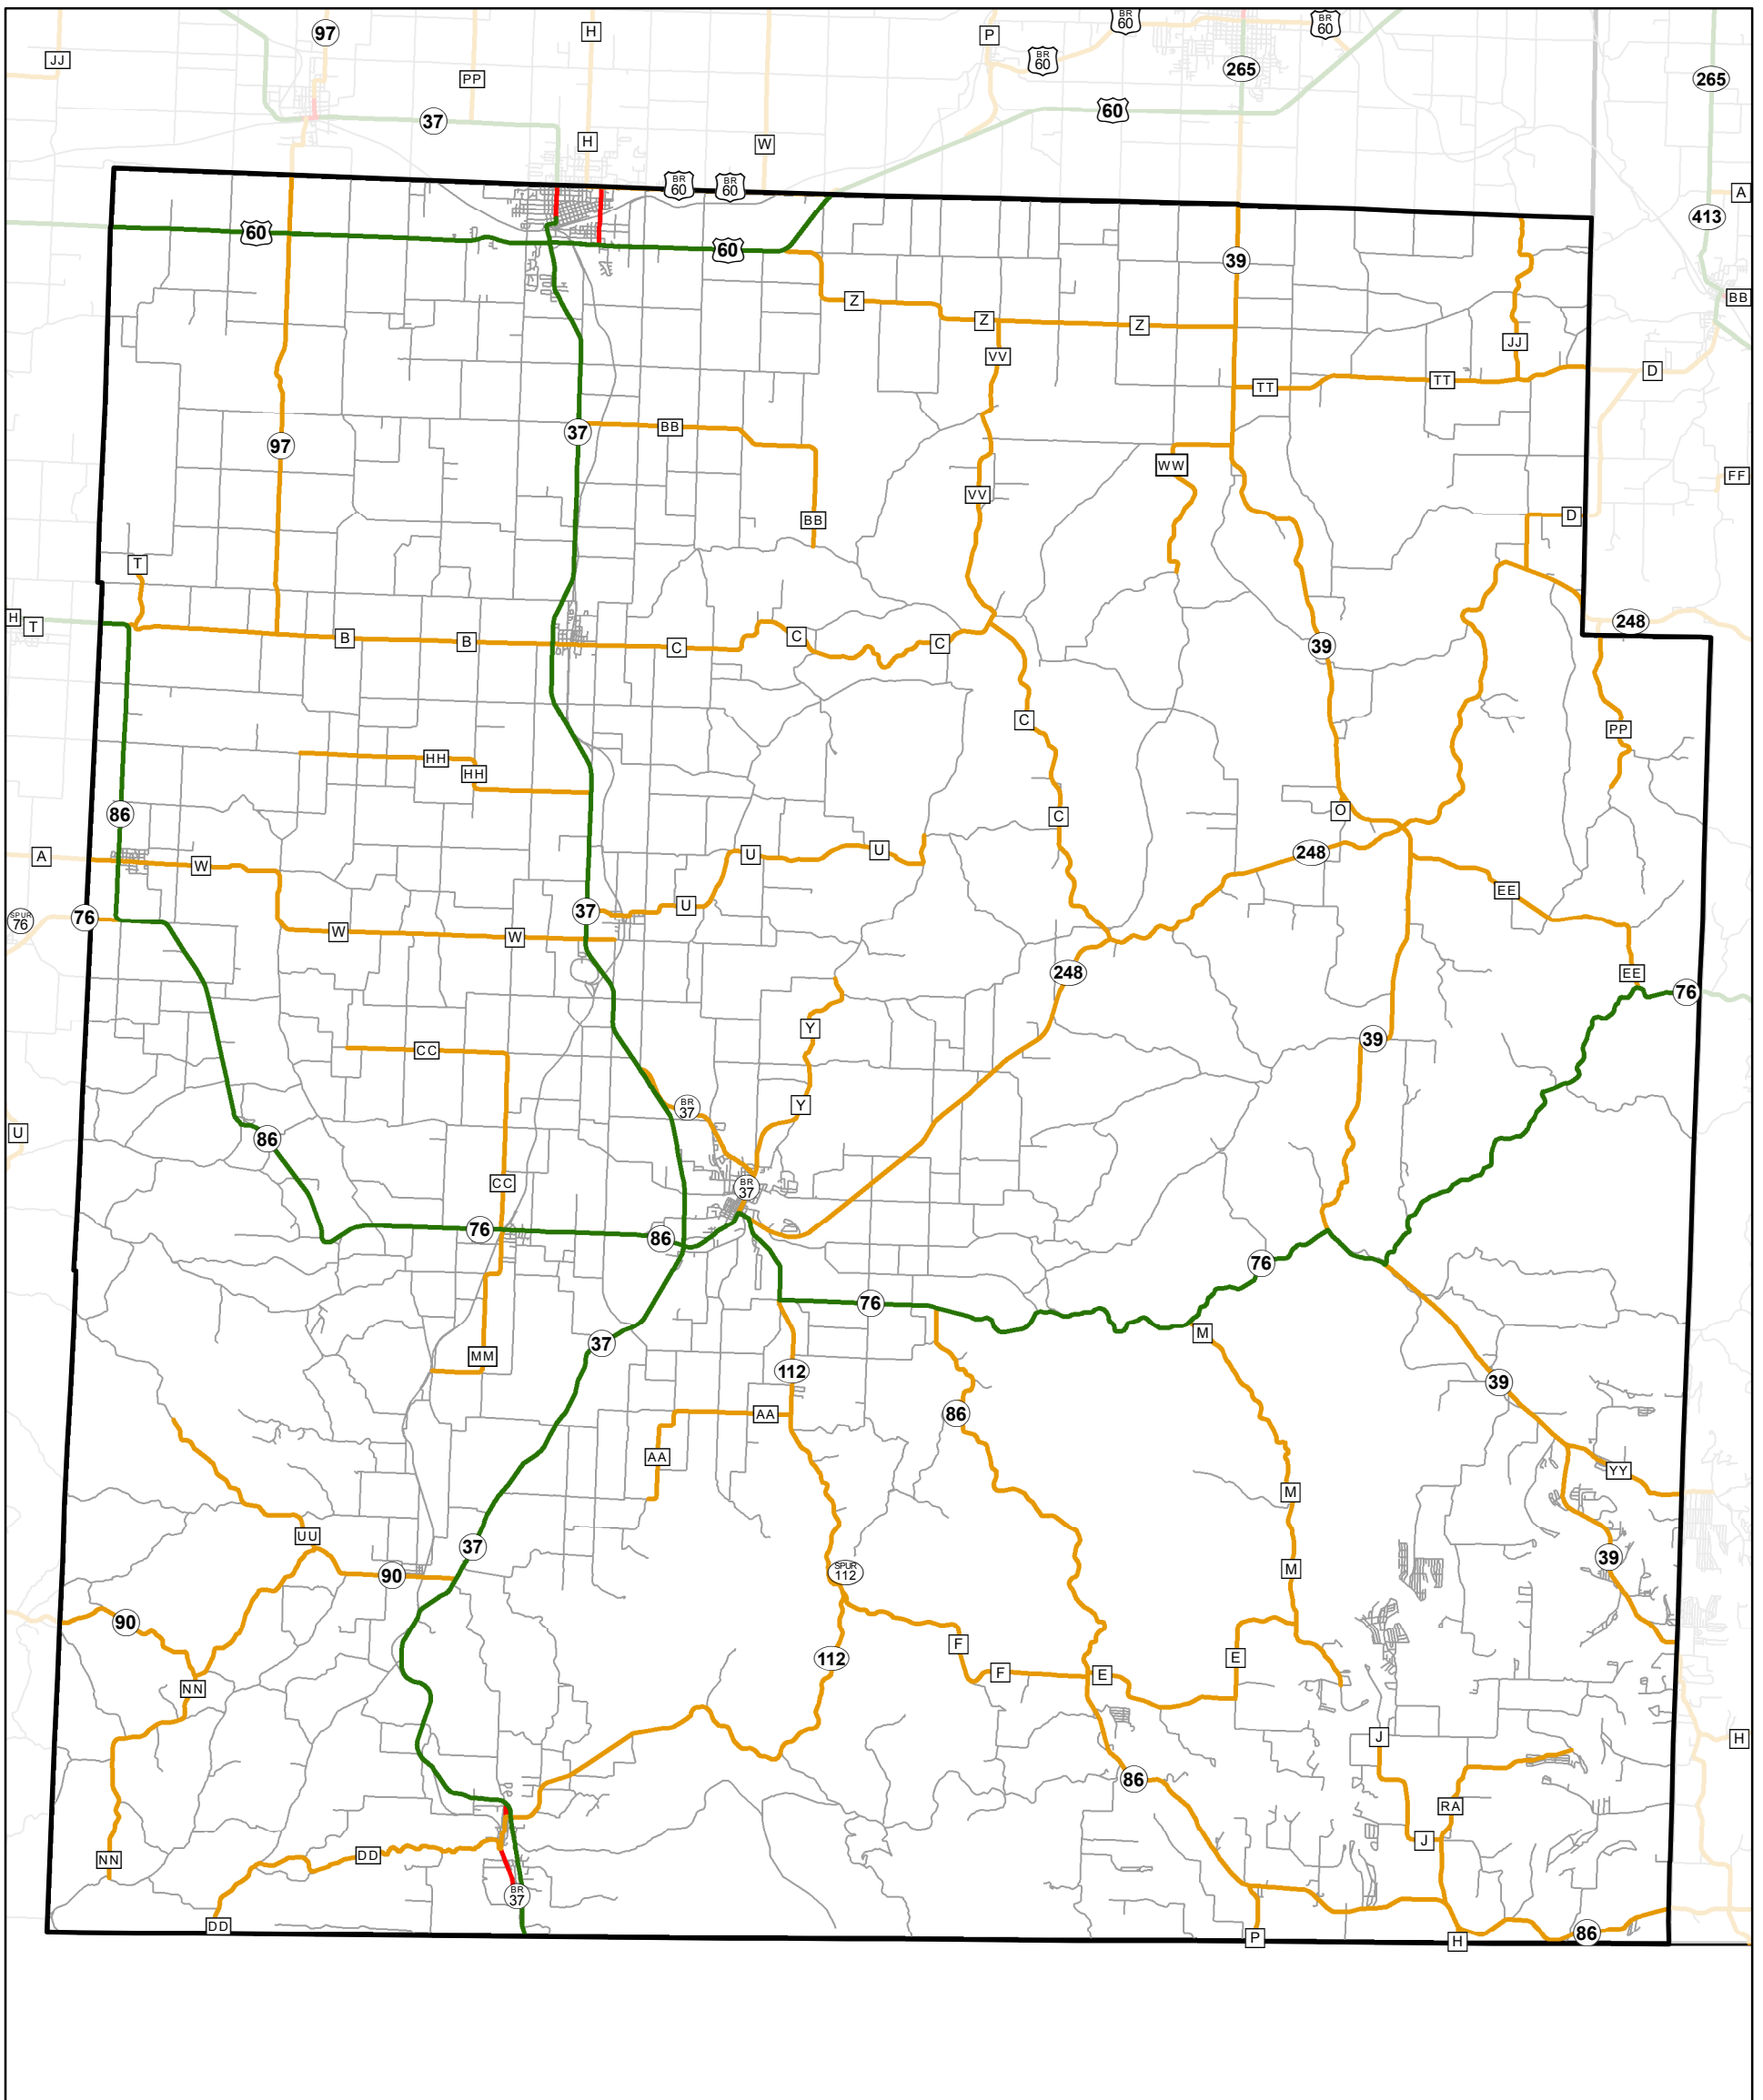 97
H
P
BR
60
BR
60
JJ
BR
60
265
PP
265
60
37
H
W
BR
60
BR
60
A
413
60
60
39
BB
Z
Z
Z
JJ
VV
D
TT
TT
37
BB
97
WW
FF
VV
BB
D
T
H
T
248
B
B
C
C
C
39
C
PP
HH
HH
86
O
C
A
W
U
U
248
EE
SPUR
76
76
37
U
W
W
248
EE
76
Y
39
CC
BR
37
Y
U
86
CC
BR
37
76
86
76
76
M
37
MM
112
39
86
AA
AA
YY
M
UU
37
39
90
SPUR
112
M
90
F
112
E
F
E
NN
J
H
86
RA
J
DD
NN
BR
37
DD
P
H
86